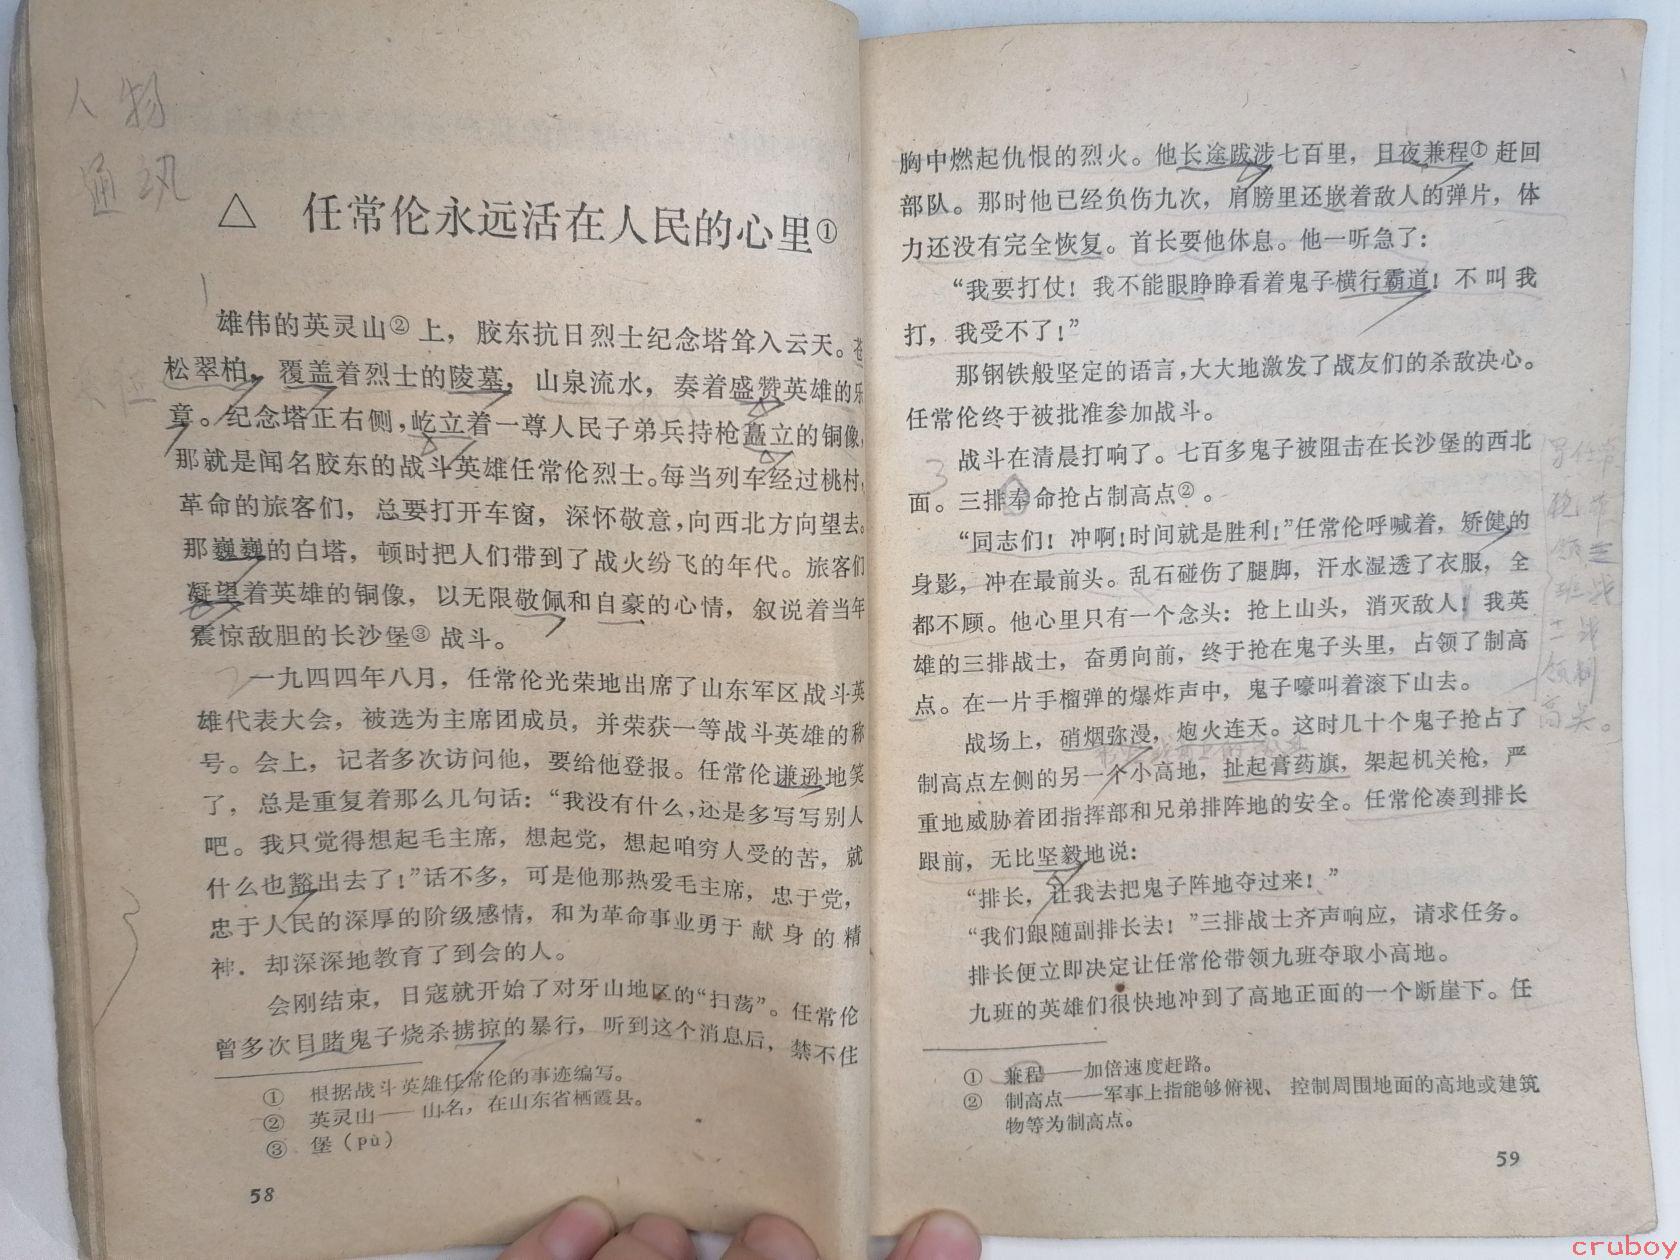 人物
通讯
△ 任常伦永远活在人民的心里①
1
雄伟的英灵山②上，胶东抗日烈士纪念塔耸入云天。苍
松翠柏，覆盖着烈士的陵墓，山泉流水，奏着盛赞英雄的乐
章。纪念塔正右侧，屹立着一尊人民子弟兵持枪矗立的铜像，
那就是闻名胶东的战斗英雄任常伦烈士。每当列车经过桃村，
革命的旅客们，总要打开车窗，深怀敬意，向西北方向望去。
那巍巍的白塔，顿时把人们带到了战火纷飞的年代。旅客们
凝望着英雄的铜像，以无限敬佩和自豪的心情，叙说着当年
震惊敌胆的长沙堡③战斗。
2
一九四四年八月，任常伦光荣地出席了山东军区战斗英
雄代表大会，被选为主席团成员，并荣获一等战斗英雄的称
号。会上，记者多次访问他，要给他登报。任常伦谦逊地笑
了，总是重复着那么几句话：“我没有什么，还是多写写别人
吧。我只觉得想起毛主席，想起党，想起咱穷人受的苦，就
什么也豁出去了！”话不多，可是他那热爱毛主席，忠于党，
忠于人民的深厚的阶级感情，和为革命事业勇于献身的精
神．却深深地教育了到会的人。
会刚结束，日寇就开始了对牙山地区的“扫荡”。任常伦
曾多次目睹鬼子烧杀掳掠的暴行，听到这个消息后，禁不住
① 根据战斗英雄任常伦的事迹编写。
② 英灵山——山名，在山东省栖霞县。
③ 堡（pù）
58
胸中燃起仇恨的烈火。他长途跋涉七百里，日夜兼程①赶回
部队。那时他已经负伤九次，肩膀里还嵌着敌人的弹片，体
力还没有完全恢复。首长要他休息。他一听急了：
“我要打仗！我不能眼睁睁看着鬼子横行霸道！不叫我
打，我受不了！”
那钢铁般坚定的语言，大大地激发了战友们的杀敌决心。
任常伦终于被批准参加战斗。
3
战斗在清晨打响了。七百多鬼子被阻击在长沙堡的西北
面。三排奉命抢占制高点②。
“同志们！冲啊！时间就是胜利！”任常伦呼喊着，矫健的
身影，冲在最前头。乱石碰伤了腿脚，汗水湿透了衣服，全
都不顾。他心里只有一个念头：抢上山头，消灭敌人！我英
雄的三排战士，奋勇向前，终于抢在鬼子头里，占领了制高
点。在一片手榴弹的爆炸声中，鬼子嚎叫着滚下山去。
战场上，硝烟弥漫，炮火连天。这时几十个鬼子抢占了
制高点左侧的另一个小高地，扯起膏药旗，架起机关枪，严
重地威胁着团指挥部和兄弟排阵地的安全。任常伦凑到排长
跟前，无比坚毅地说：
“排长，让我去把鬼子阵地夺过来！”
“我们跟随副排长去！”三排战士齐声响应，请求任务。
排长便立即决定让任常伦带领九班夺取小高地。
九班的英雄们很快地冲到了高地正面的一个断崖下。任
① 兼程——加倍速度赶路。
② 制高点——军事上指能够俯视、控制周围地面的高地或建筑
物等为制高点。
59
cruboy